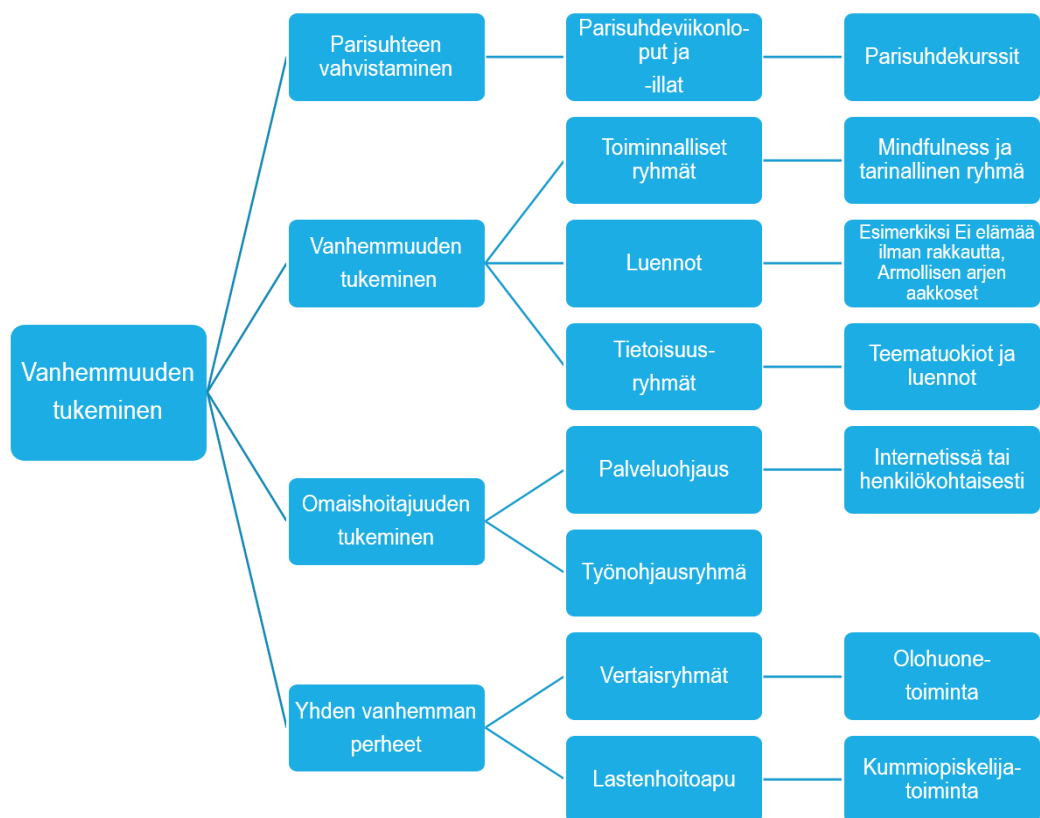 Vanhemmuuden
tukeminen
Parisuhteen
vahvistaminen
Parisuhdeviikonlo-
put ja
-illat
Parisuhdekurssit
Vanhemmuuden
tukeminen
Toiminnalliset
ryhmät
Mindfulness ja
tarinallinen ryhmä
Luennot
Esimerkiksi Ei elämää
ilman rakkautta,
Armollisen arjen
aakkoset
Tietoisuus-
ryhmät
Teematuokiot ja
luennot
Omaishoitajuuden
tukeminen
Palveluohjaus
Internetissä tai
henkilökohtaisesti
Työnohjausryhmä
Yhden vanhemman
perheet
Vertaisryhmät
Olohuone-
toiminta
Lastenhoitoapu
Kummiopiskelija-
toiminta